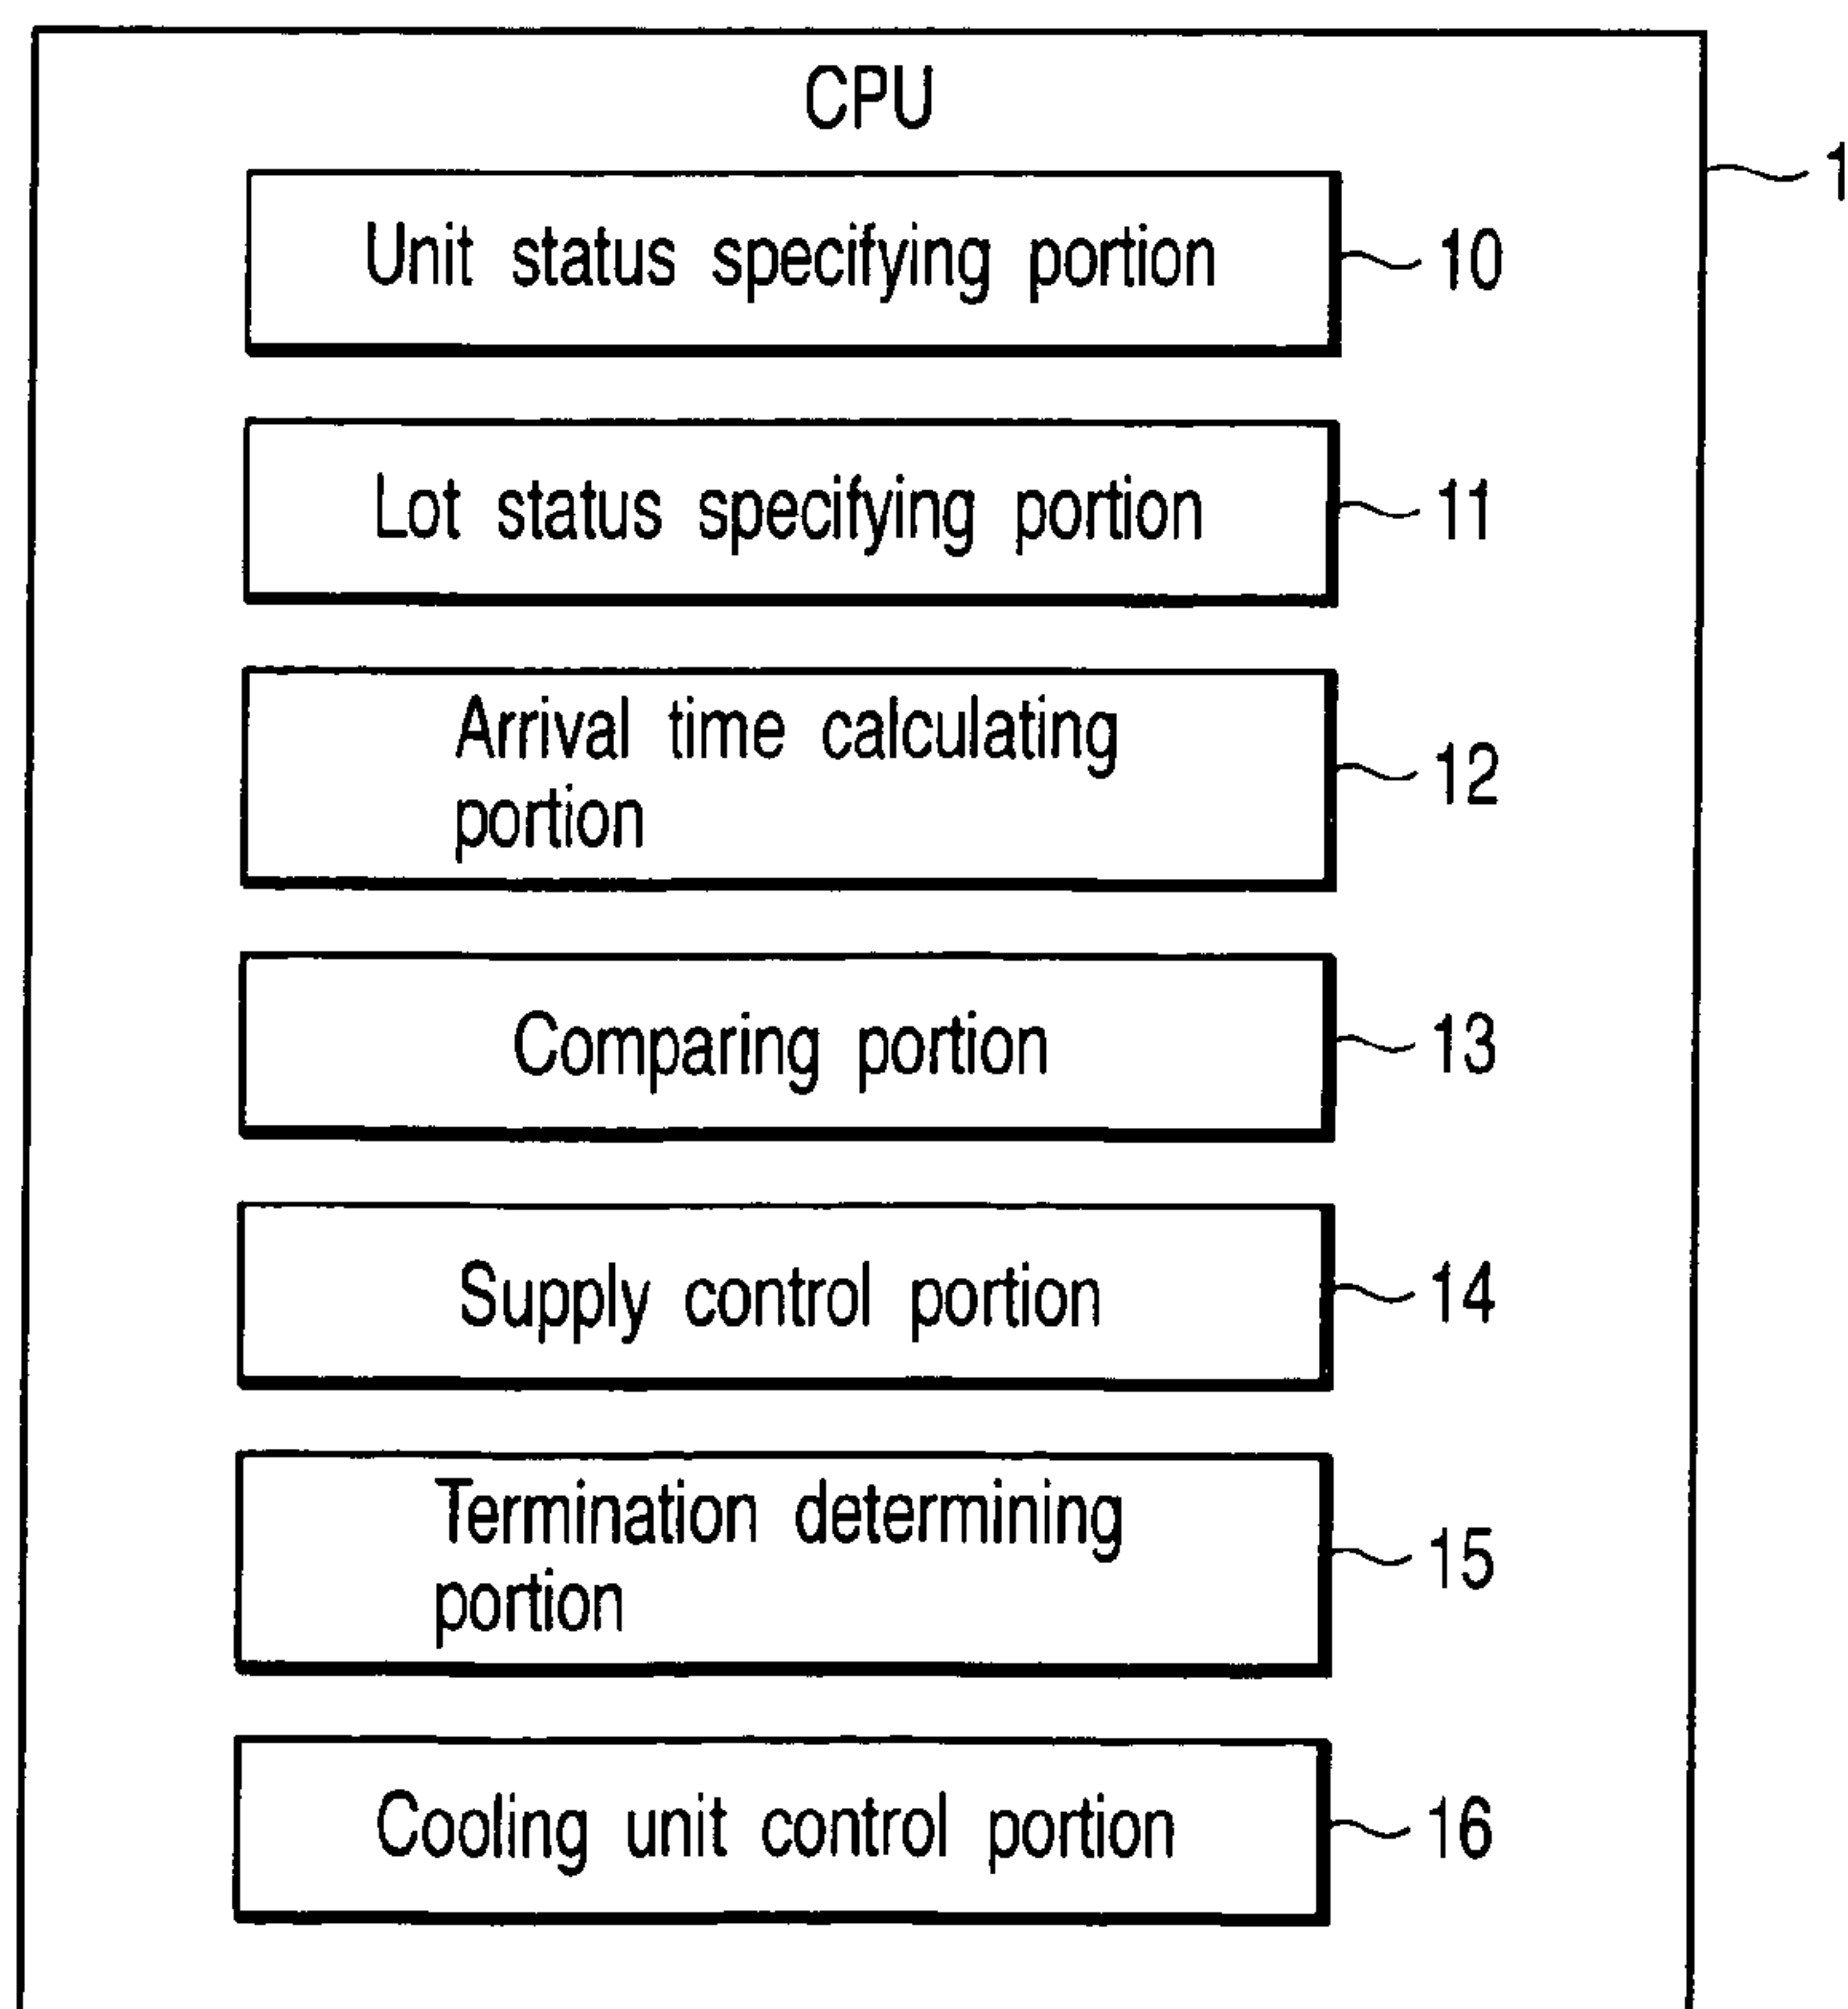 CPU
1
Unit status specifying portion
10
Lot status specifying portion
11
Arrival time calculating
portion
12
Comparing portion
13
Supply control portion
14
Termination determining
portion
15
Cooling unit control portion
16